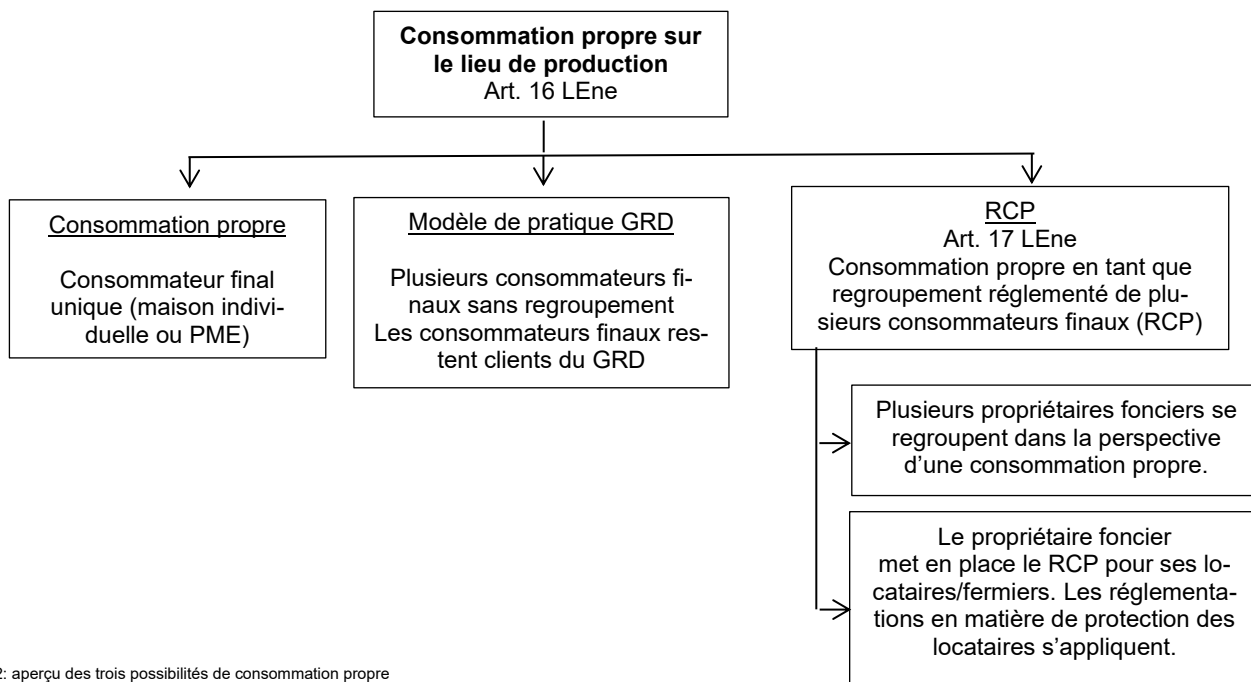 Consommation propre sur
le lieu de production
Art. 16 LEne
Consommation propre
Consommateur final
unique (maison indivi-
duelle ou PME)
Modèle de pratique GRD
Plusieurs consommateurs fi-
naux sans regroupement
Les consommateurs finaux res-
tent clients du GRD
RCP
Art. 17 LEne
Consommation propre en tant que
regroupement réglementé de plu-
sieurs consommateurs finaux (RCP)
Plusieurs propriétaires fonciers se
regroupent dans la perspective
d’une consommation propre.
Le propriétaire foncier
met en place le RCP pour ses lo-
cataires/fermiers. Les réglementa-
tions en matière de protection des
locataires s’appliquent.
2: aperçu des trois possibilités de consommation propre